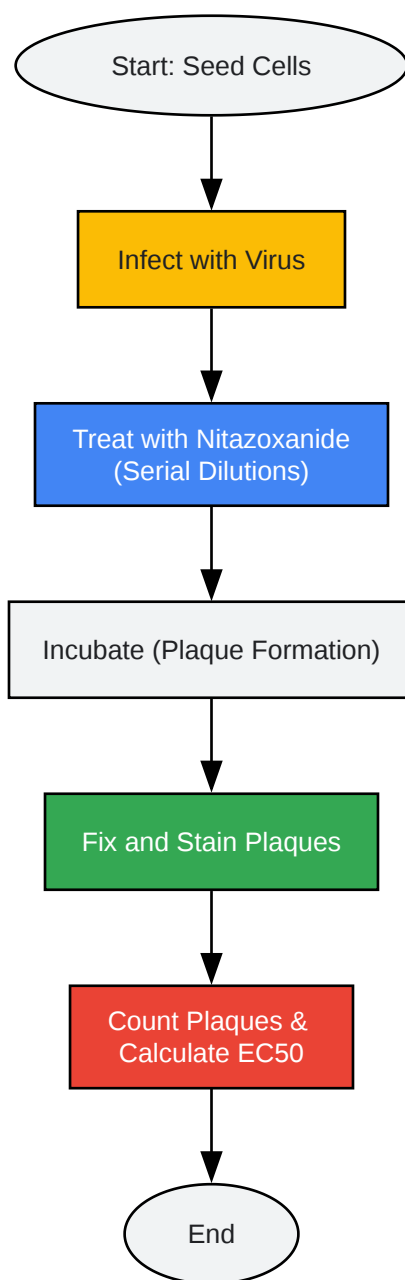 Start: Seed Cells
Infect with Virus
Treat with Nitazoxanide
(Serial Dilutions)
Incubate (Plaque Formation)
Fix and Stain Plaques
Count Plaques &
Calculate EC50
End